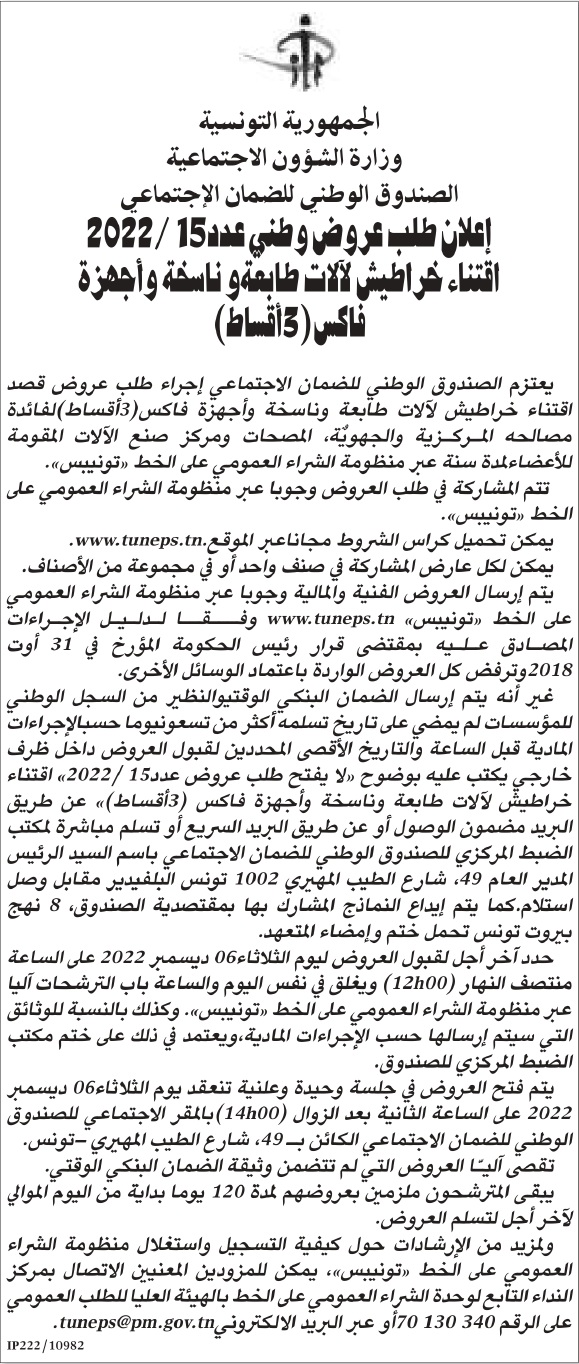 الجمهورية التونسية
وزارة الشؤون الاجتماعية
الصندوق الوطني للضمان الإجتماعي
إعلان طلب عروض وطني عدد15 /2022
اقتناء خراطيش لآلات طابعةو ناسخة وأجهزة
فاكس(3أقساط)
يعتزم الصندوق الوطني للضمان الاجتماعي إجراء طلب عروض قصد
اقتناء خراطيش لآلات طابعة وناسخة وأجهزة فاكس(3أقساط)لفائدة
مصالحه المركزية والجهويٌة، المصحات ومركز صنع الآلات المقومة
للأعضاءلمدة سنة عبر منظومة الشراء العمومي على الخط «تونيبس».
تتم المشاركة في طلب العروض وجوبا عبر منظومة الشراء العمومي على
الخط «تونيبس».
يمكن تحميل كراس الشروط مجاناعبر الموقع.www.tuneps.tn.
يمكن لكل عارض المشاركة في صنف واحد أو في مجموعة من الأصناف.
يتم إرسال العروض الفنية والمالية وجوبا عبر منظومة الشراء العمومي
على الخط «تونيبس» www.tuneps.tn وفقا لدليل الإجراءات
المصادق عليه بمقتضى قرار رئيس الحكومة المؤرخ في 31 أوت
2018وترفض كل العروض الواردة باعتماد الوسائل الأخرى.
غير أنه يتم إرسال الضمان البنكي الوقتيوالنظير من السجل الوطني
للمؤسسات لم يمضي على تاريخ تسلمه أكثر من تسعونيوما حسبالإجراءات
المادية قبل الساعة والتاريخ الأقصى المحددين لقبول العروض داخل ظرف
خارجي يكتب عليه بوضوح «لا يفتح طلب عروض عدد15 /2022» اقتناء
خراطيش لآلات طابعة وناسخة وأجهزة فاكس (3أقساط)» عن طريق
البريد مضمون الوصول أو عن طريق البريد السريع أو تسلم مباشرة لمكتب
الضبط المركزي للصندوق الوطني للضمان الاجتماعي باسم السيد الرئيس
المدير العام 49، شارع الطيب المهيري 1002 تونس البلفيدير مقابل وصل
استلام.كما يتم إيداع النماذج المشارك بها بمقتصدية الصندوق، 8 نهج
بيروت تونس تحمل ختم وإمضاء المتعهد.
حدد آخر أجل لقبول العروض ليوم الثلاثاء06 ديسمبر 2022 على الساعة
منتصف النهار (12h00) ويغلق في نفس اليوم والساعة باب الترشحات آليا
عبر منظومة الشراء العمومي على الخط «تونيبس». وكذلك بالنسبة للوثائق
التي سيتم إرسالها حسب الإجراءات المادية،ويعتمد في ذلك على ختم مكتب
الضبط المركزي للصندوق.
يتم فتح العروض في جلسة وحيدة وعلنية تنعقد يوم الثلاثاء06 ديسمبر
2022 على الساعة الثانية بعد الزوال (14h00)بالمقر الاجتماعي للصندوق
الوطني للضمان الاجتماعي الكائن بـ 49، شارع الطيب المهيري –تونس.
تقصى آليـّا العروض التي لم تتضمن وثيقة الضمان البنكي الوقتي.
يبقى المترشحون ملزمين بعروضهم لمدة 120 يوما بداية من اليوم الموالي
لآخر أجل لتسلم العروض.
ولمزيد من الإرشادات حول كيفية التسجيل واستغلال منظومة الشراء
العمومي على الخط «تونيبس»، يمكن للمزودين المعنيين الاتصال بمركز
النداء التابع لوحدة الشراء العمومي على الخط بالهيئة العليا للطلب العمومي
على الرقم 340 130 70أو عبر البريد الالكترونيtuneps@pm.gov.tn.
IP222/10982